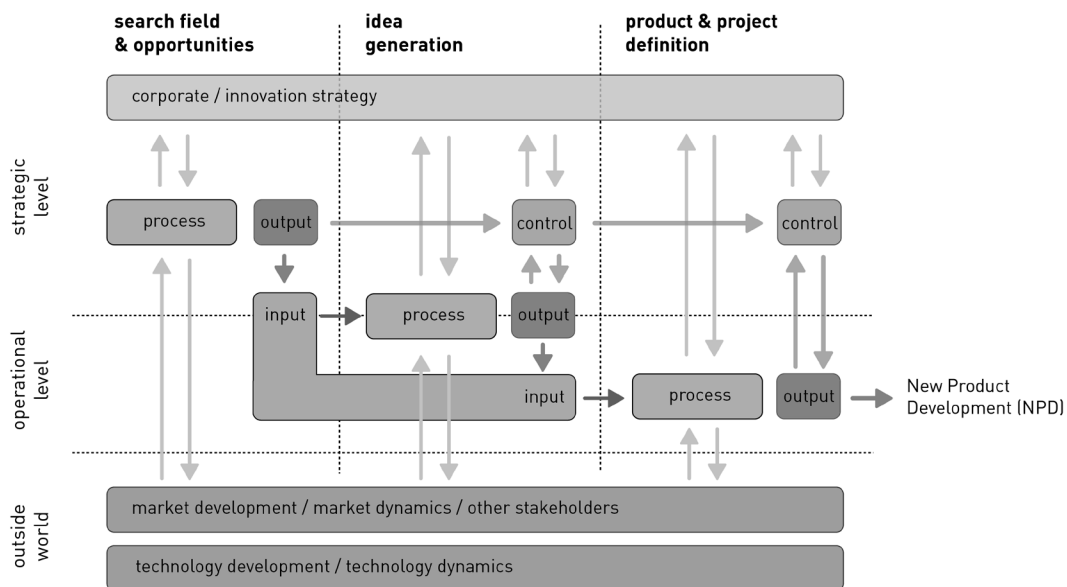 search field
& opportunities
idea
generation
product & project
definition
corporate / innovation strategy
strategic
level
process
output
control
control
input
process
output
operational
level
input
process
output
New Product
Development (NPD)
outside
world
market development / market dynamics / other stakeholders
technology development / technology dynamics